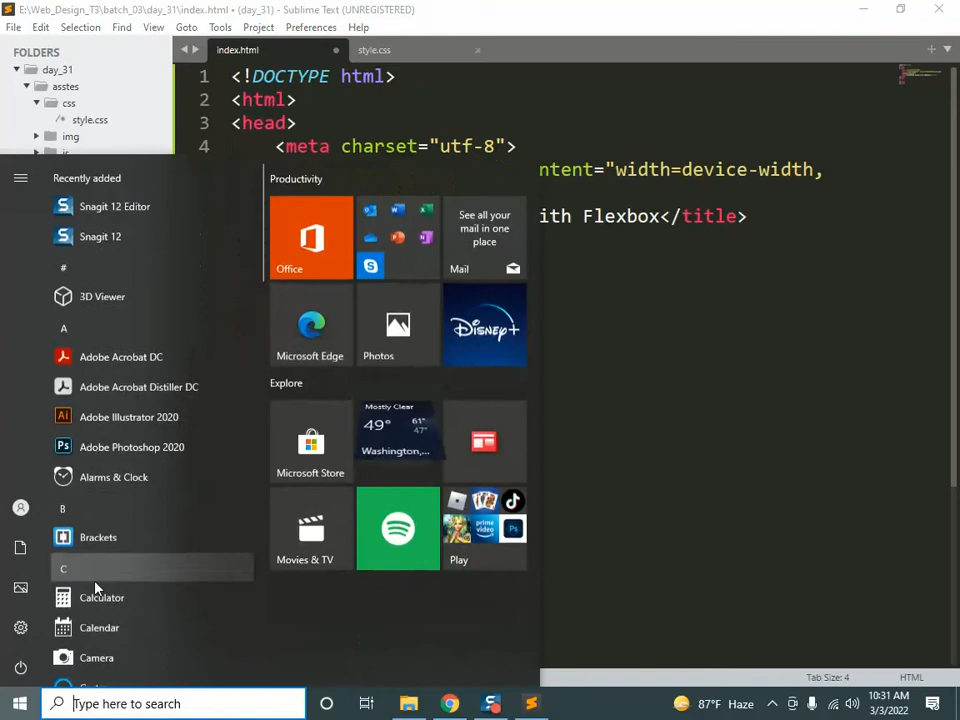 E:\Web_Design_T3\batch_03\day_31\index.html • (day_31) - Sublime Text (UNREGISTERED)
File Edit Selection Find View Goto Tools Project Preferences Help
FOLDERS
day_31
asstes
css
/* style.css
img
index.html
style.css
1 <!DOCTYPE html>
2 <html>
3 <head>
4 <meta charset="utf-8">
ntent="width=device-width,
ith Flexbox</title>
Recently added
Snagit 12 Editor
Snagit 12
#
3D Viewer
A
Adobe Acrobat DC
Adobe Acrobat Distiller DC
Adobe Illustrator 2020
Adobe Photoshop 2020
Alarms & Clock
B
Brackets
C
Calculator
Calendar
Camera
Productivity
Office
See all your
mail in one
place
Mail
Microsoft Edge
Photos
Disney+
Explore
Microsoft Store
Mostly Clear
49° 61°
47°
Washington,...
Movies & TV
prime video
Ps
Play
Type here to search
Tab Size: 4
HTML
87°F Haze
10:31 AM
3/3/2022